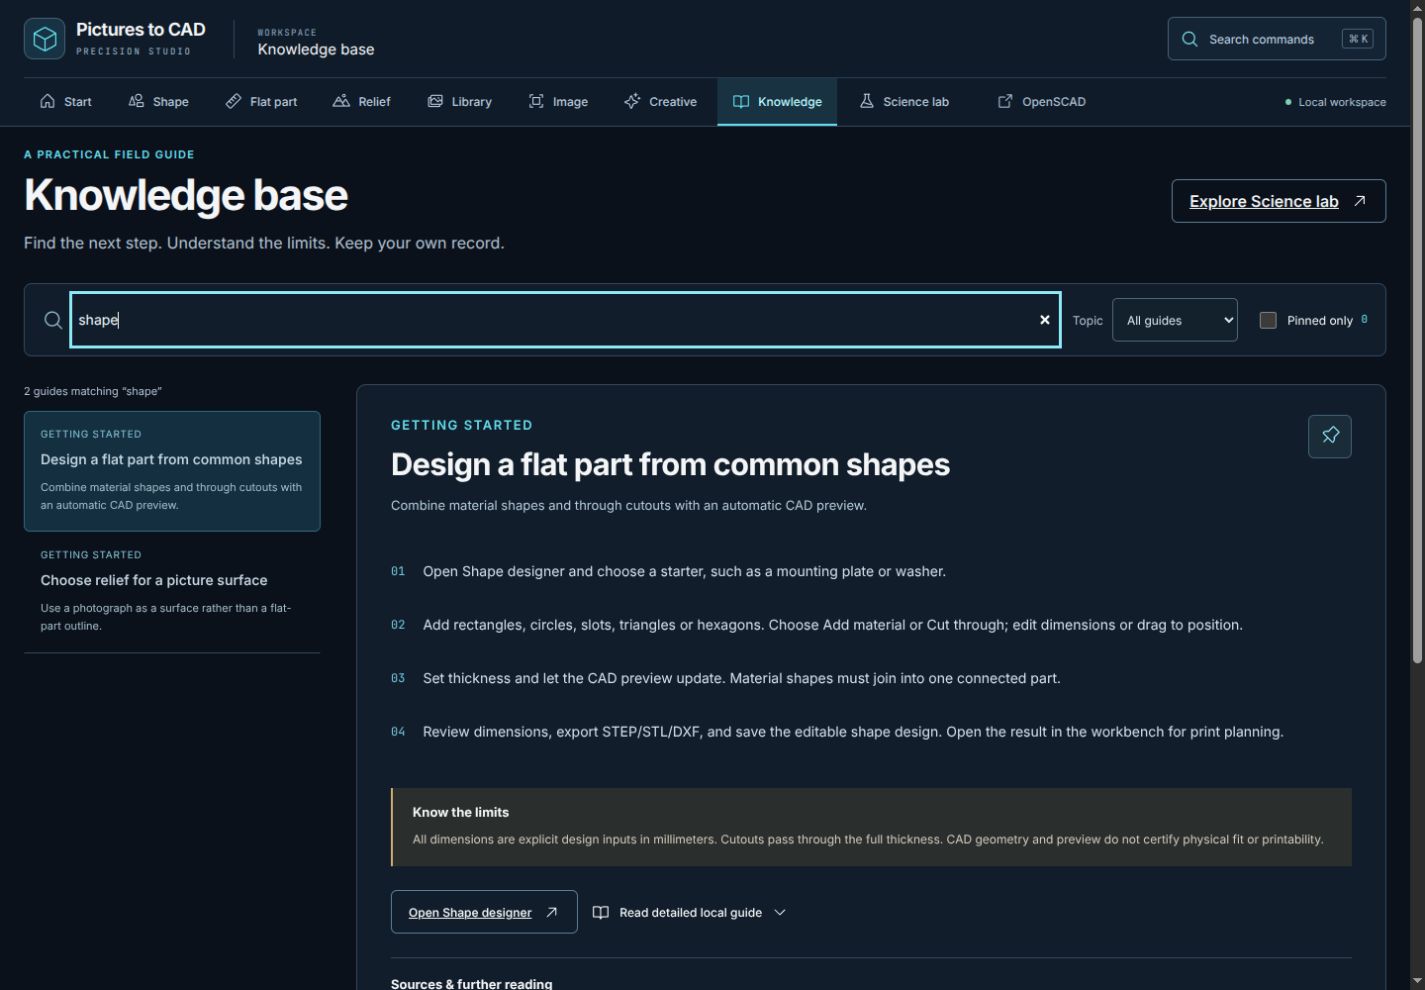 Pictures to CAD
PRECISION STUDIO
WORKSPACE
Knowledge base
Search commands
⌘ K
Start
Shape
Flat part
Relief
Library
Image
Creative
Knowledge
Science lab
OpenSCAD
Local workspace
A PRACTICAL FIELD GUIDE
Knowledge base
Find the next step. Understand the limits. Keep your own record.
Explore Science lab
shape
Topic
All guides
Pinned only 0
2 guides matching “shape”
GETTING STARTED
Design a flat part from common shapes
Combine material shapes and through cutouts with
an automatic CAD preview.
GETTING STARTED
Choose relief for a picture surface
Use a photograph as a surface rather than a flat-
part outline.
GETTING STARTED
Design a flat part from common shapes
Combine material shapes and through cutouts with an automatic CAD preview.
01 Open Shape designer and choose a starter, such as a mounting plate or washer.
02 Add rectangles, circles, slots, triangles or hexagons. Choose Add material or Cut through; edit dimensions or drag to position.
03 Set thickness and let the CAD preview update. Material shapes must join into one connected part.
04 Review dimensions, export STEP/STL/DXF, and save the editable shape design. Open the result in the workbench for print planning.
Know the limits
All dimensions are explicit design inputs in millimeters. Cutouts pass through the full thickness. CAD geometry and preview do not certify physical fit or printability.
Open Shape designer
Read detailed local guide
Sources & further reading